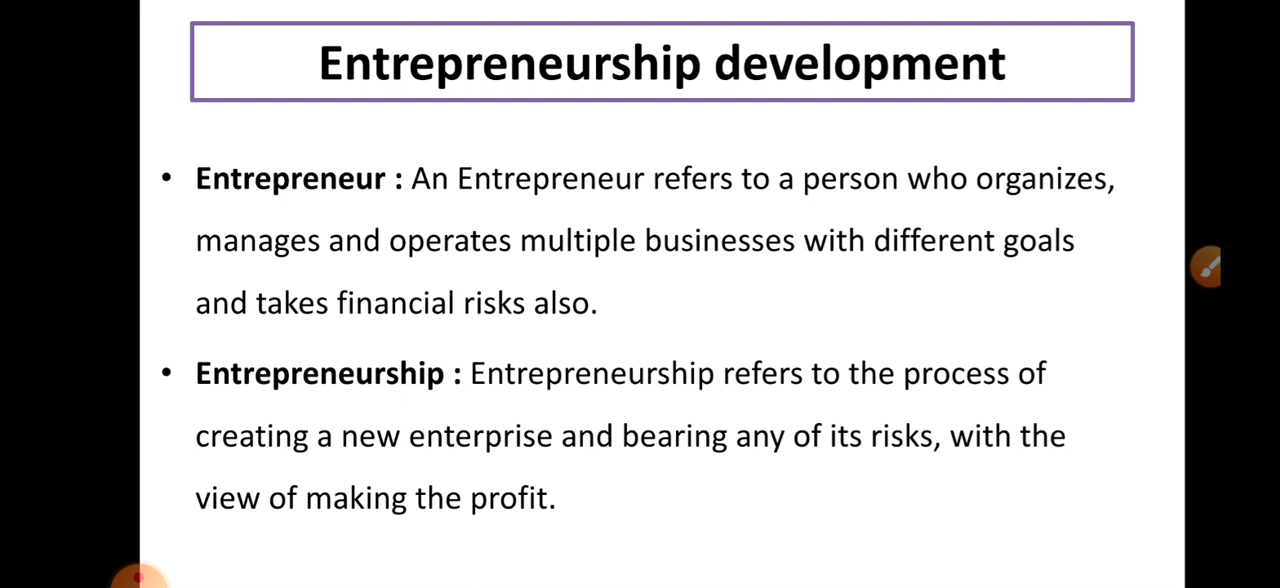 Entrepreneurship development
• Entrepreneur : An Entrepreneur refers to a person who organizes,
manages and operates multiple businesses with different goals
and takes financial risks also.
• Entrepreneurship : Entrepreneurship refers to the process of
creating a new enterprise and bearing any of its risks, with the
view of making the profit.